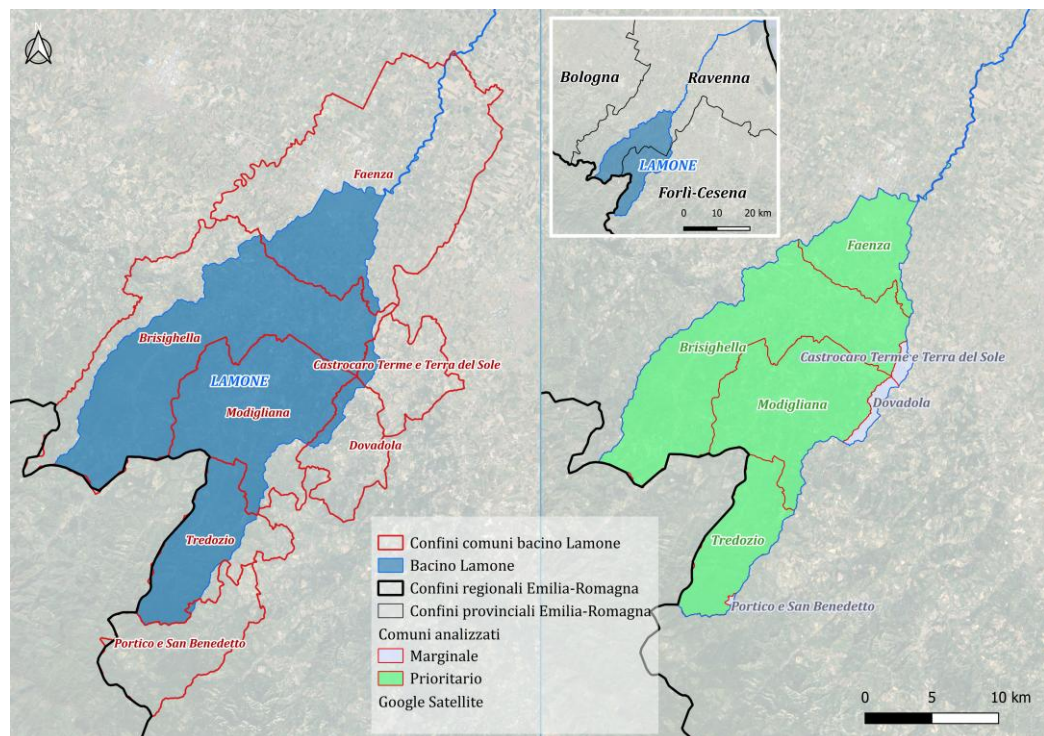 Faenza
Brisighella
Castrocaro Terme e Terra del Sole
LAMONE
Modigliana
Dovadola
Tredozio
Portico e San Benedetto
Bologna
Ravenna
LAMONE
Forlì-Cesena
0 10 20 km
Faenza
Brisighella
Castrocaro Terme e Terra del Sole
Modigliana
Dovadola
Tredozio
Portico e San Benedetto
Confini comuni bacino Lamone
Bacino Lamone
Confini regionali Emilia-Romagna
Confini provinciali Emilia-Romagna
Comuni analizzati
Marginale
Prioritario
Google Satellite
0 5 10 km